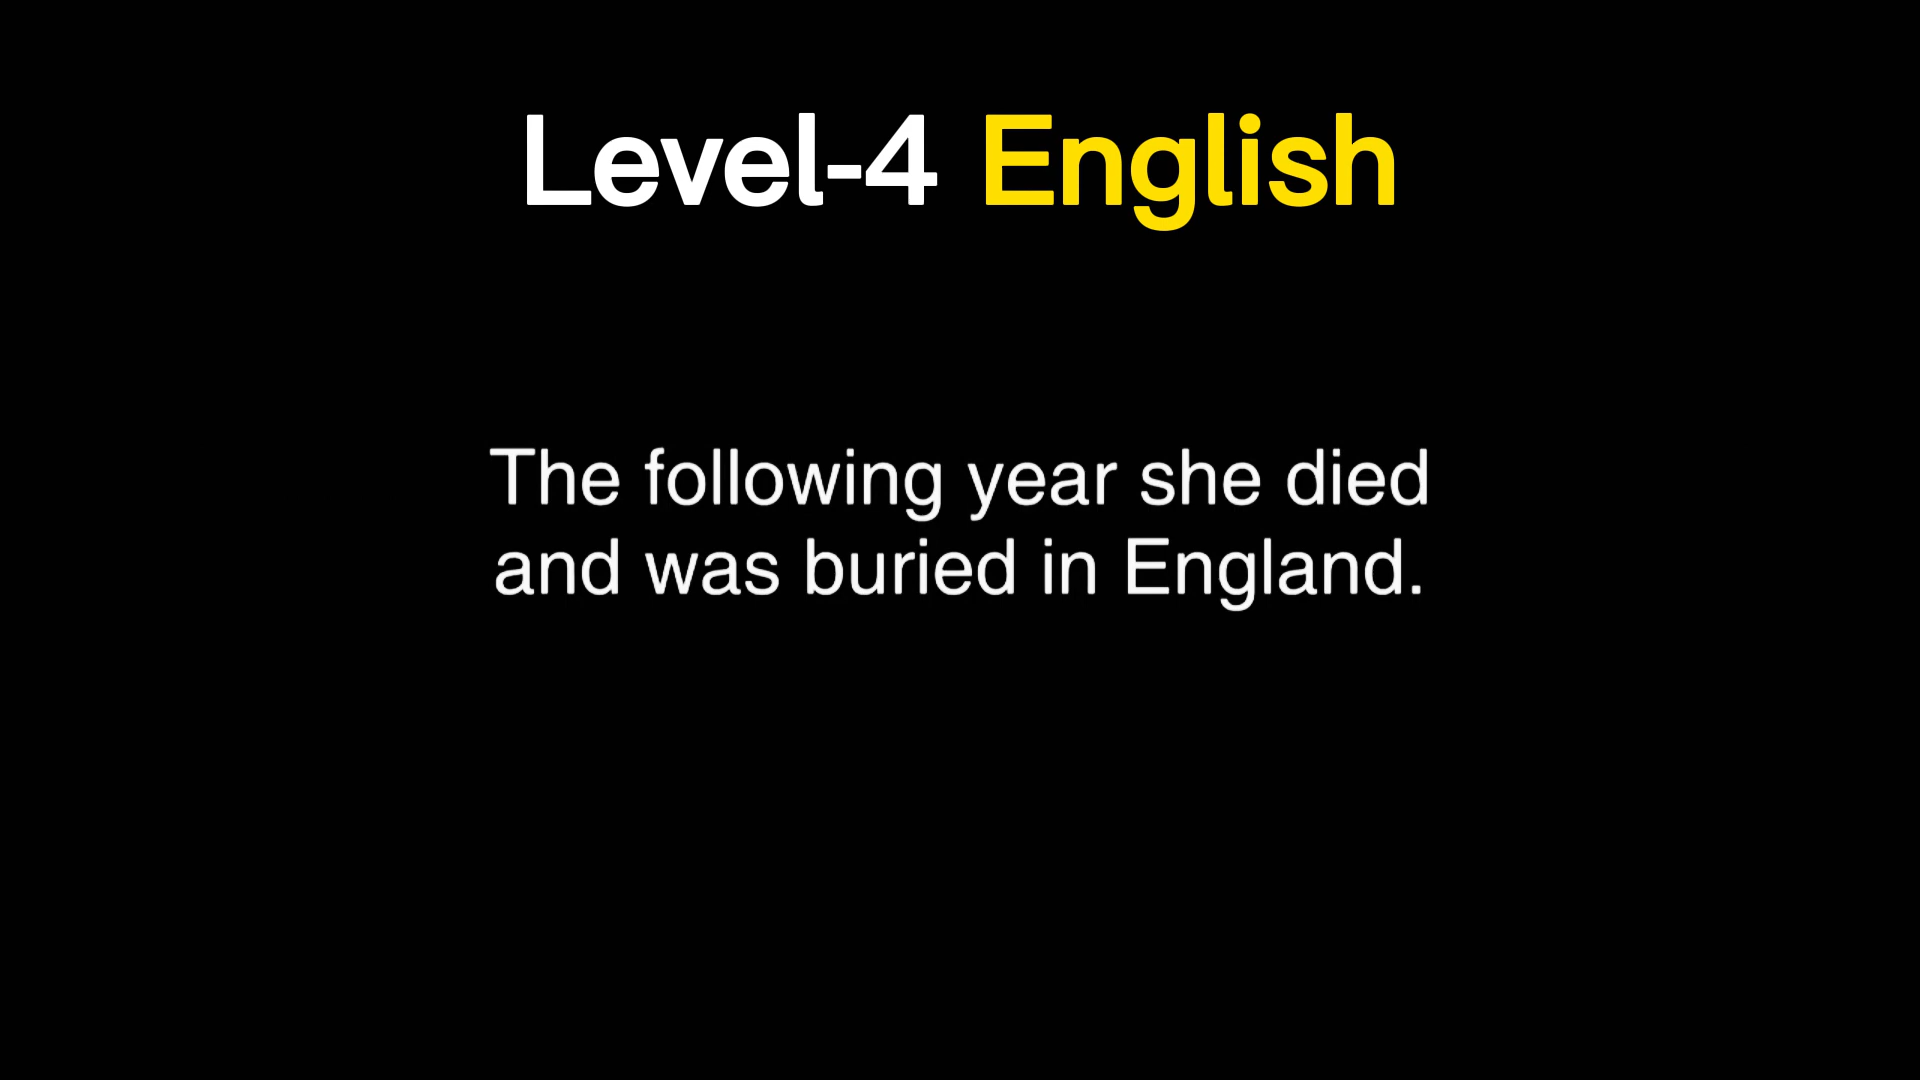 Level-4 English
The following year she died
and was buried in England.